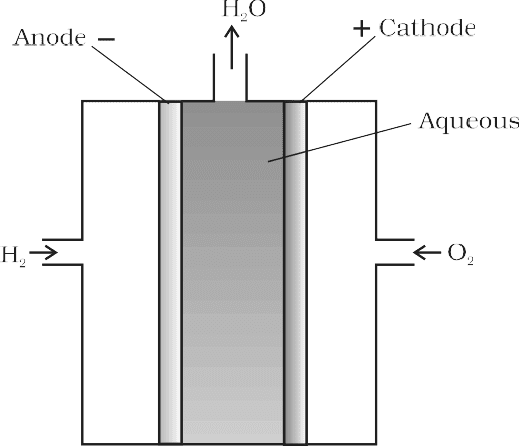 H₂O
Anode −
+ Cathode
Aqueous
H₂
O₂